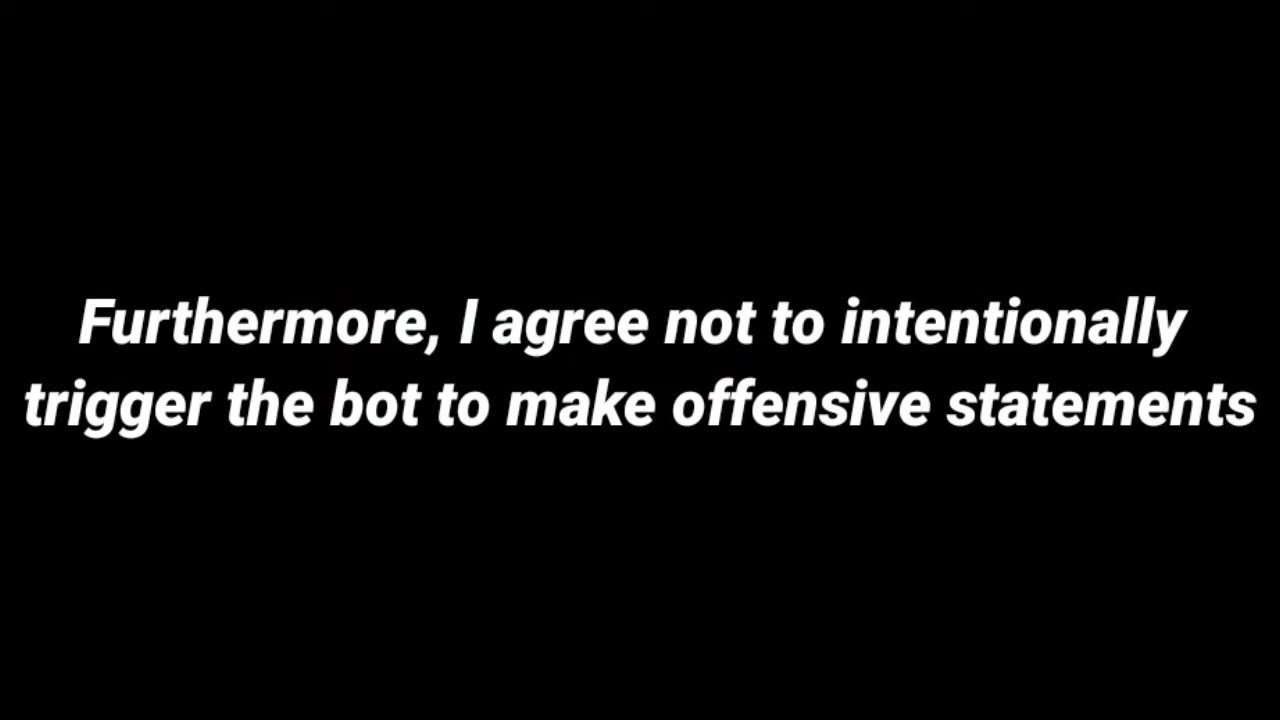 Furthermore, I agree not to intentionally
trigger the bot to make offensive statements